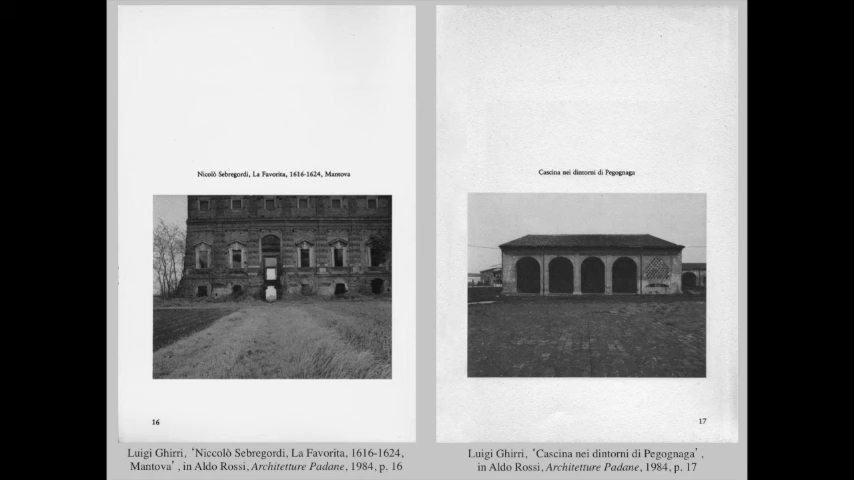 Nicolò Sebregordi, La Favorita, 1616-1624, Mantova
16
Luigi Ghirri, ‘Niccolò Sebregordi, La Favorita, 1616-1624,
Mantova’, in Aldo Rossi, Architetture Padane, 1984, p. 16
Cascina nei dintorni di Pegognaga
17
Luigi Ghirri, ‘Cascina nei dintorni di Pegognaga’,
in Aldo Rossi, Architetture Padane, 1984, p. 17